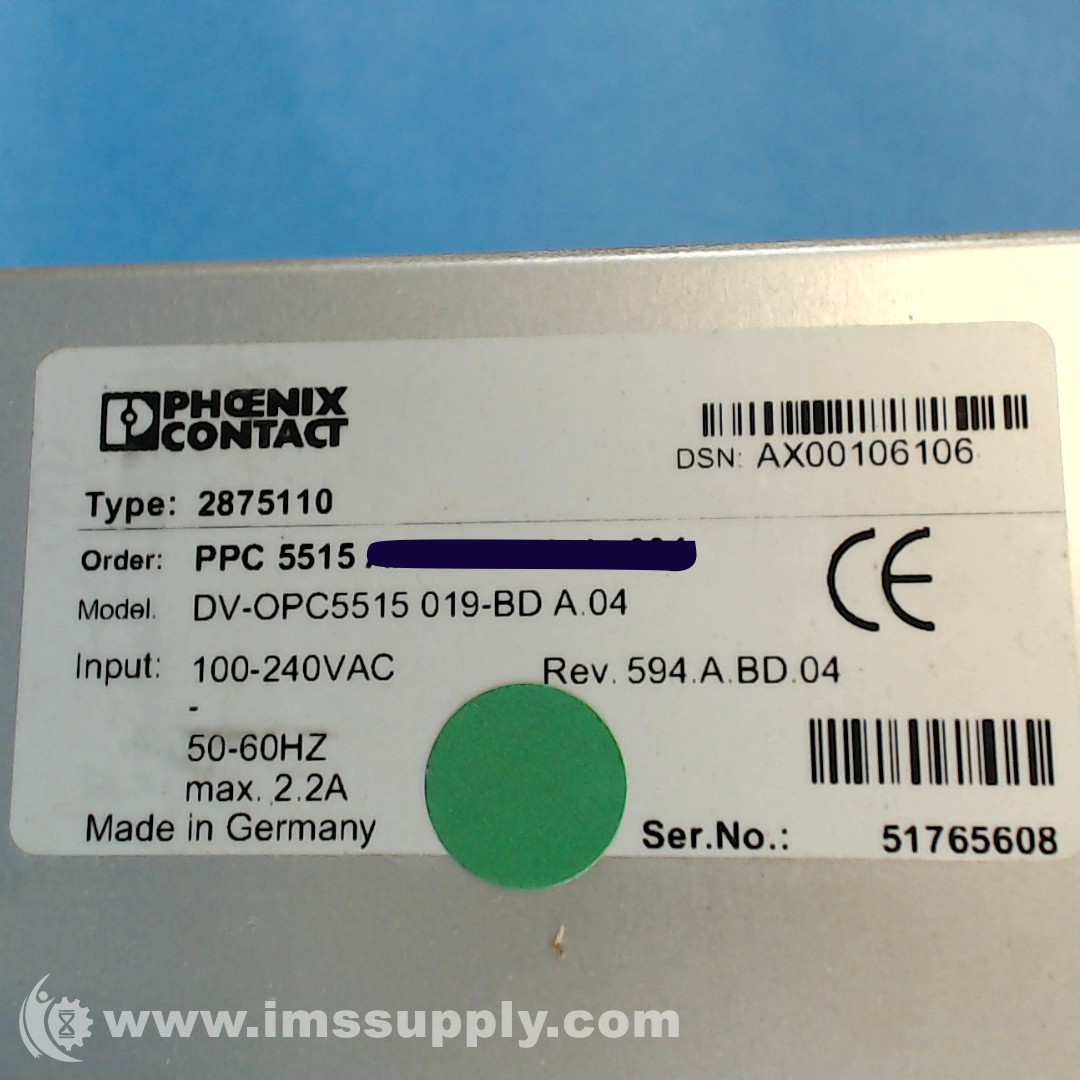 PHŒNIX
CONTACT
DSN: AX00106106
Type: 2875110
Order: PPC 5515
Model. DV-OPC5515 019-BD A.04
Input: 100-240VAC Rev. 594.A.BD.04
-
50-60HZ
max. 2.2A
Made in Germany
Ser.No.: 51765608
www.imssupply.com